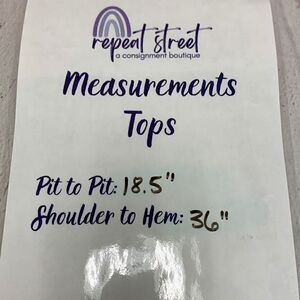 repeat street
a consignment boutique
Measurements
Tops
Pit to Pit: 18.5"
Shoulder to Hem: 36"